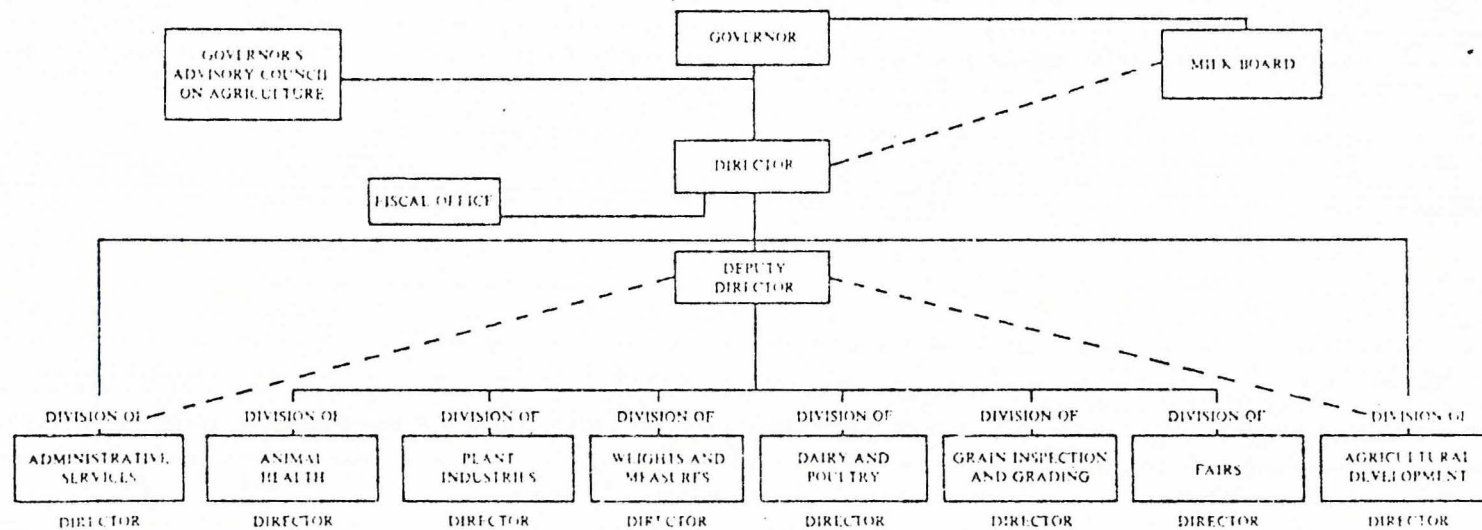 GOVERNOR
GOVERNOR'S
ADVISORY COUNCIL
ON AGRICULTURE
MILK BOARD
DIRECTOR
FISCAL OFFICE
DEPUTY
DIRECTOR
DIVISION OF
DIVISION OF
DIVISION OF
DIVISION OF
DIVISION OF
DIVISION OF
DIVISION OF
DIVISION OF
ADMINISTRATIVE
SERVICES
ANIMAL
HEALTH
PLANT
INDUSTRIES
WEIGHTS AND
MEASURES
DAIRY AND
POULTRY
GRAIN INSPECTION
AND GRADING
FAIRS
AGRICULTURAL
DEVELOPMENT
DIRECTOR
DIRECTOR
DIRECTOR
DIRECTOR
DIRECTOR
DIRECTOR
DIRECTOR
DIRECTOR